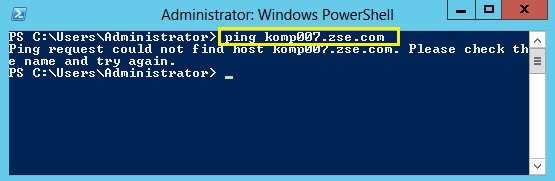 Administrator: Windows PowerShell
PS C:\Users\Administrator> ping komp007.zse.com
Ping request could not find host komp007.zse.com. Please check th
e name and try again.
PS C:\Users\Administrator> _